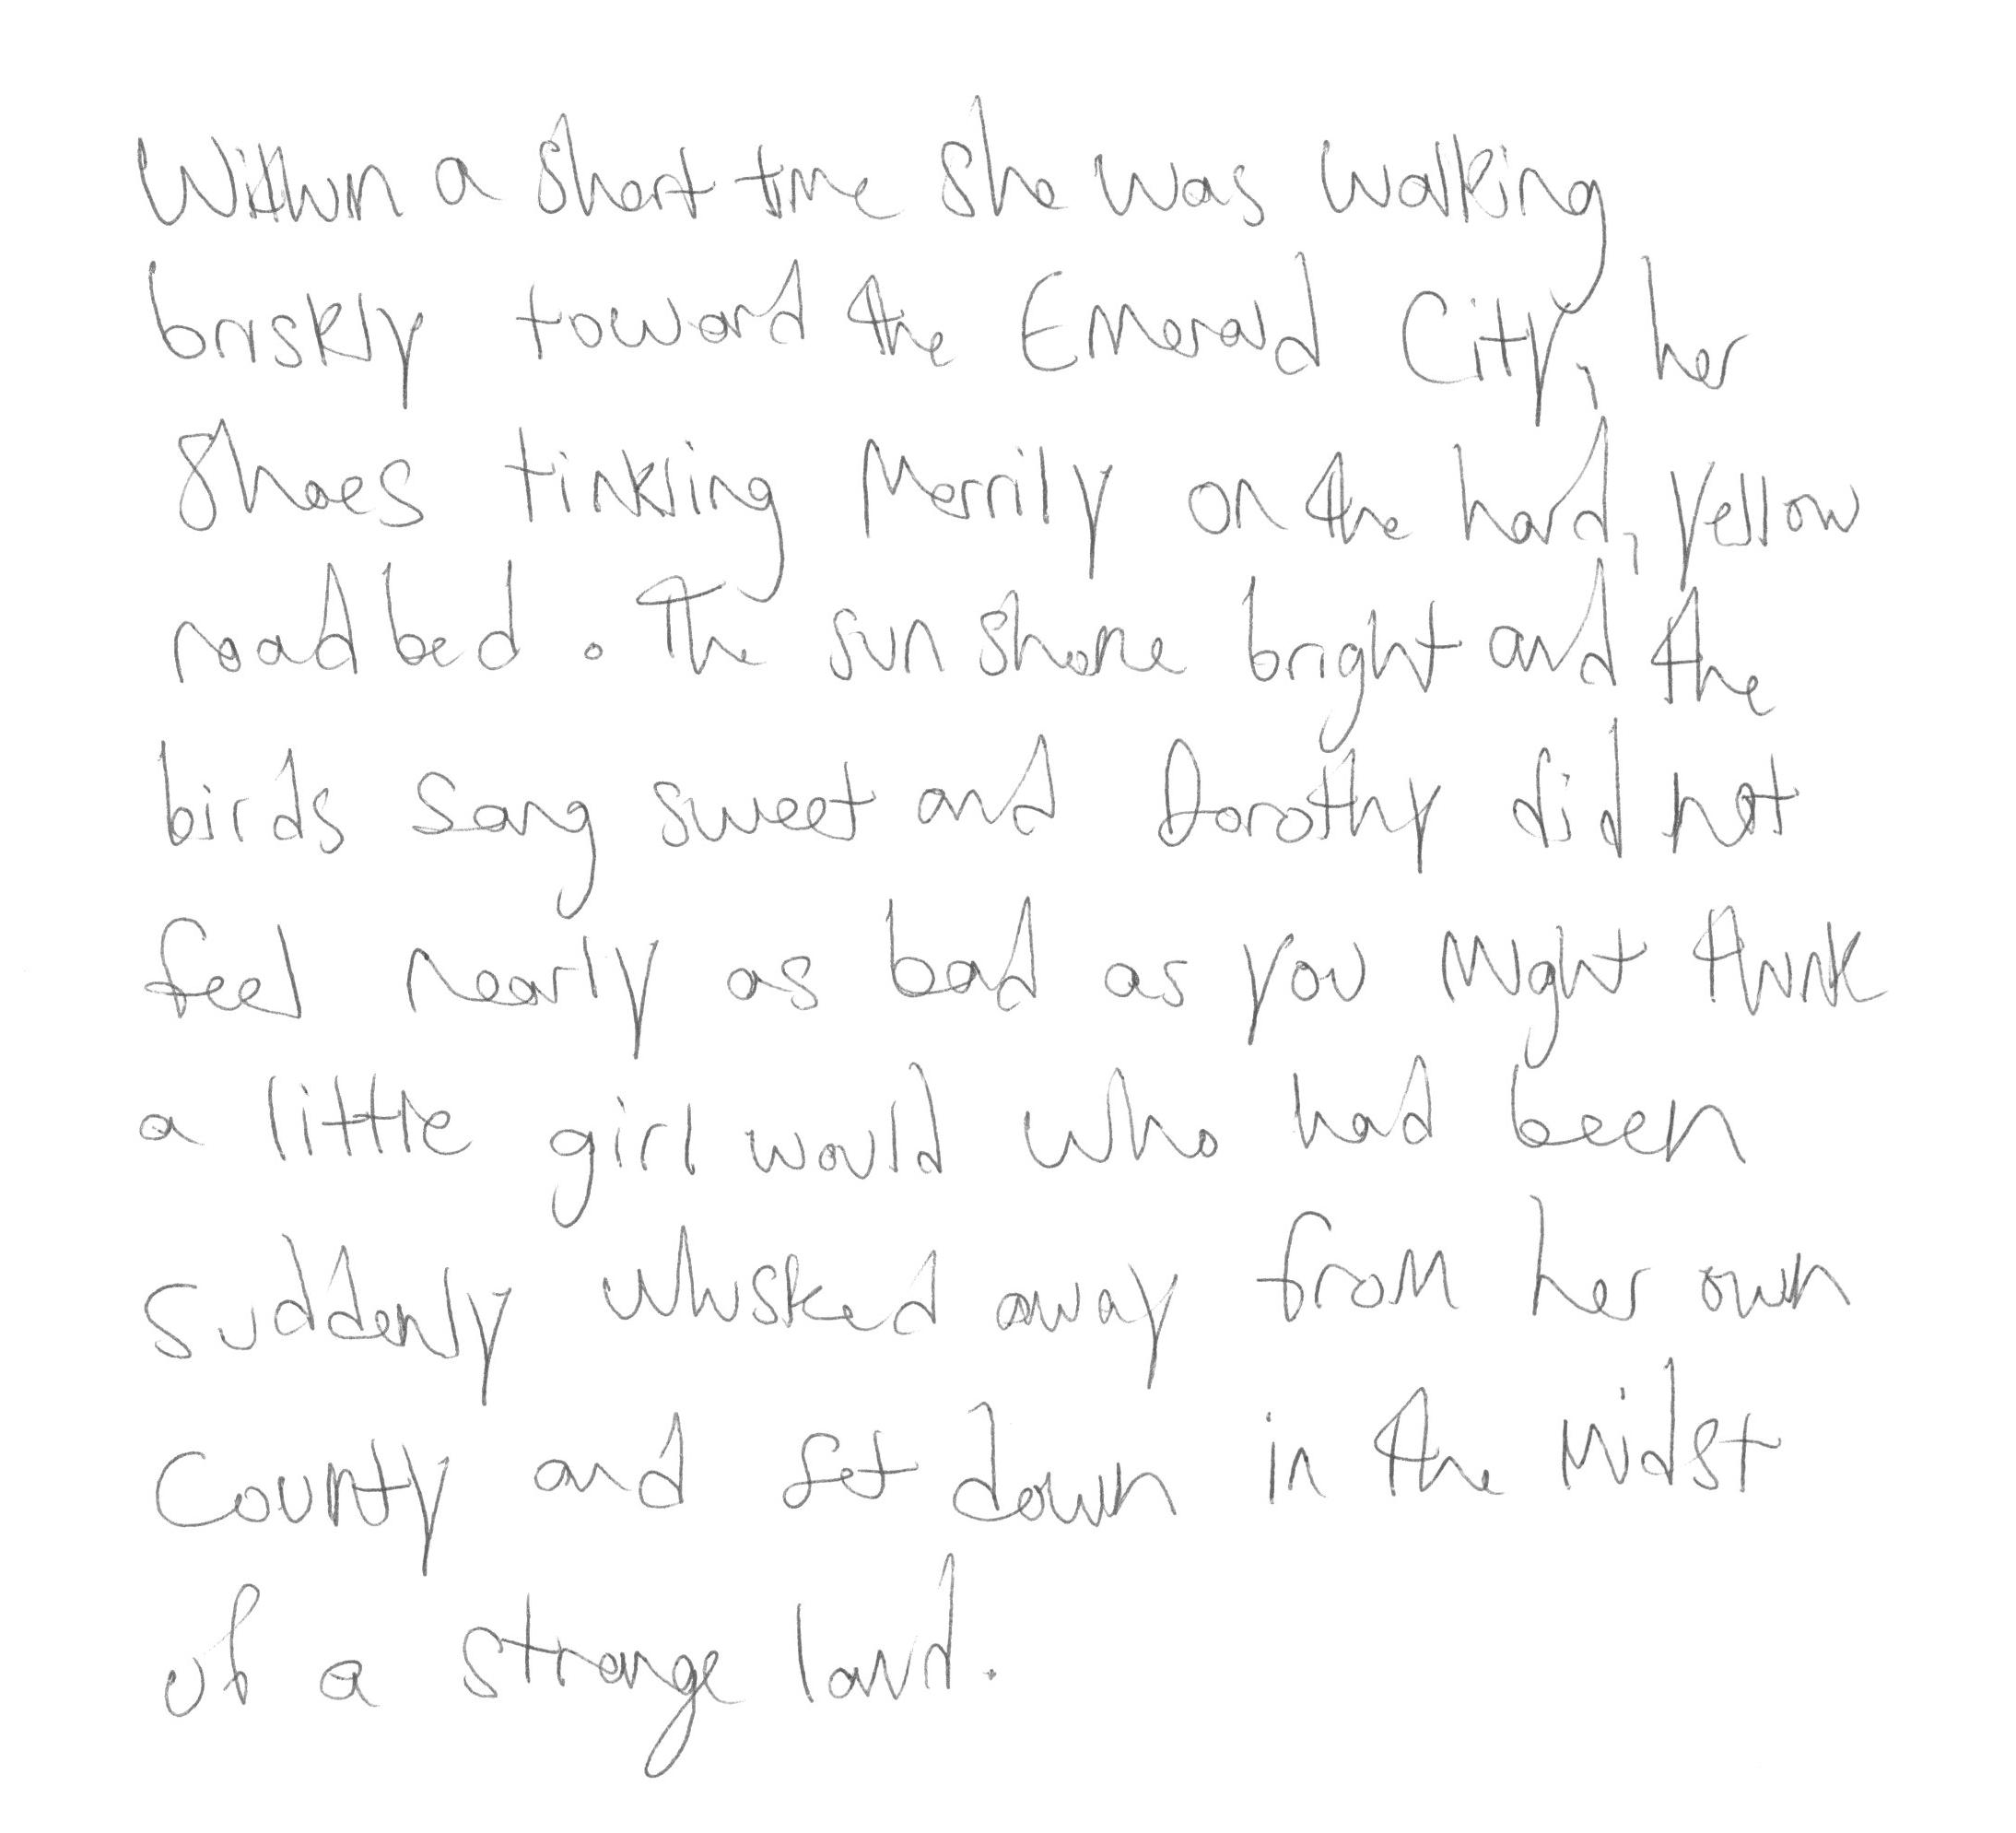 Within a short time she was walking
briskly toward the Emerald City, her
Shoes tinkling Merrily on the hard, yellow
roadbed. The sun shone bright and the
birds sang sweet and Dorothy did not
feel nearly as bad as you might think
a little girl would who had been
suddenly whisked away from her own
County and set down in the midst
of a strange land.